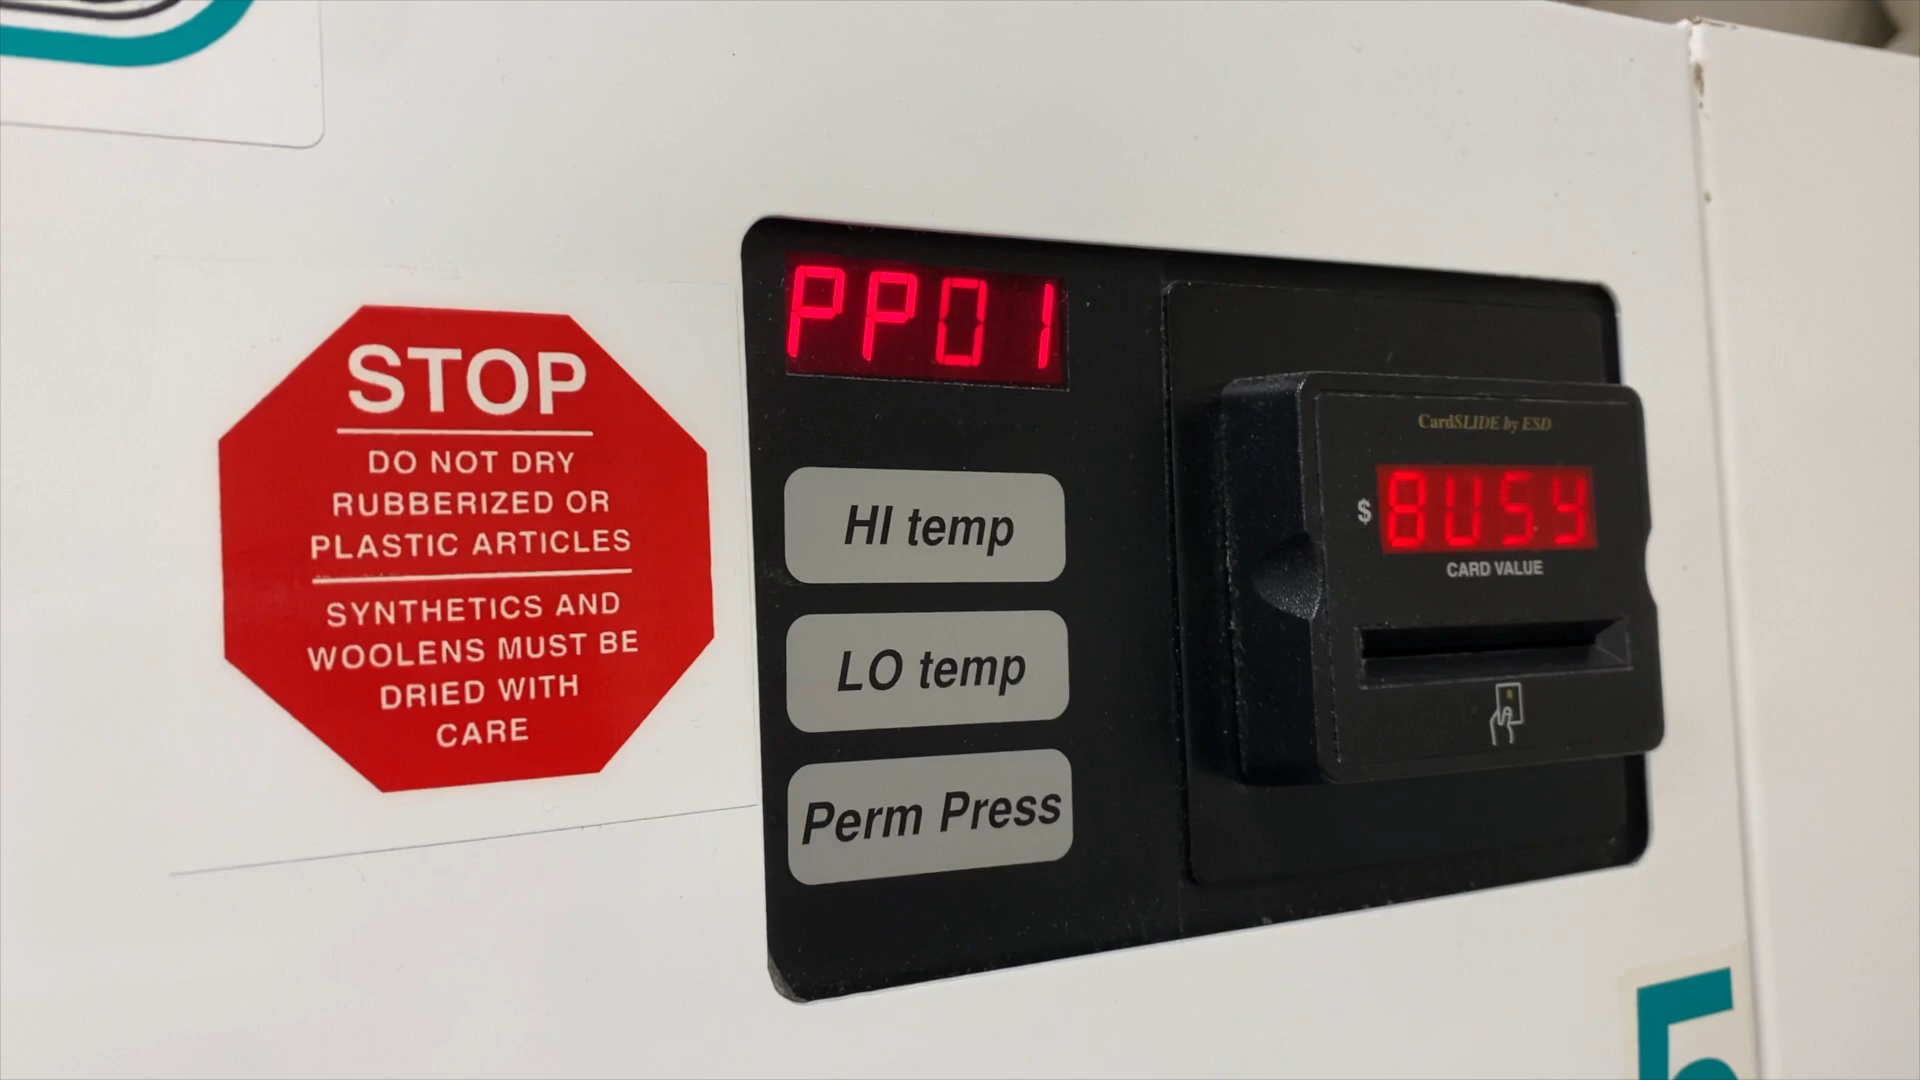 STOP
DO NOT DRY
RUBBERIZED OR
PLASTIC ARTICLES
SYNTHETICS AND
WOOLENS MUST BE
DRIED WITH
CARE
PP01
HI temp
LO temp
Perm Press
CardSLIDE by ESD
$ BUSY
CARD VALUE
5